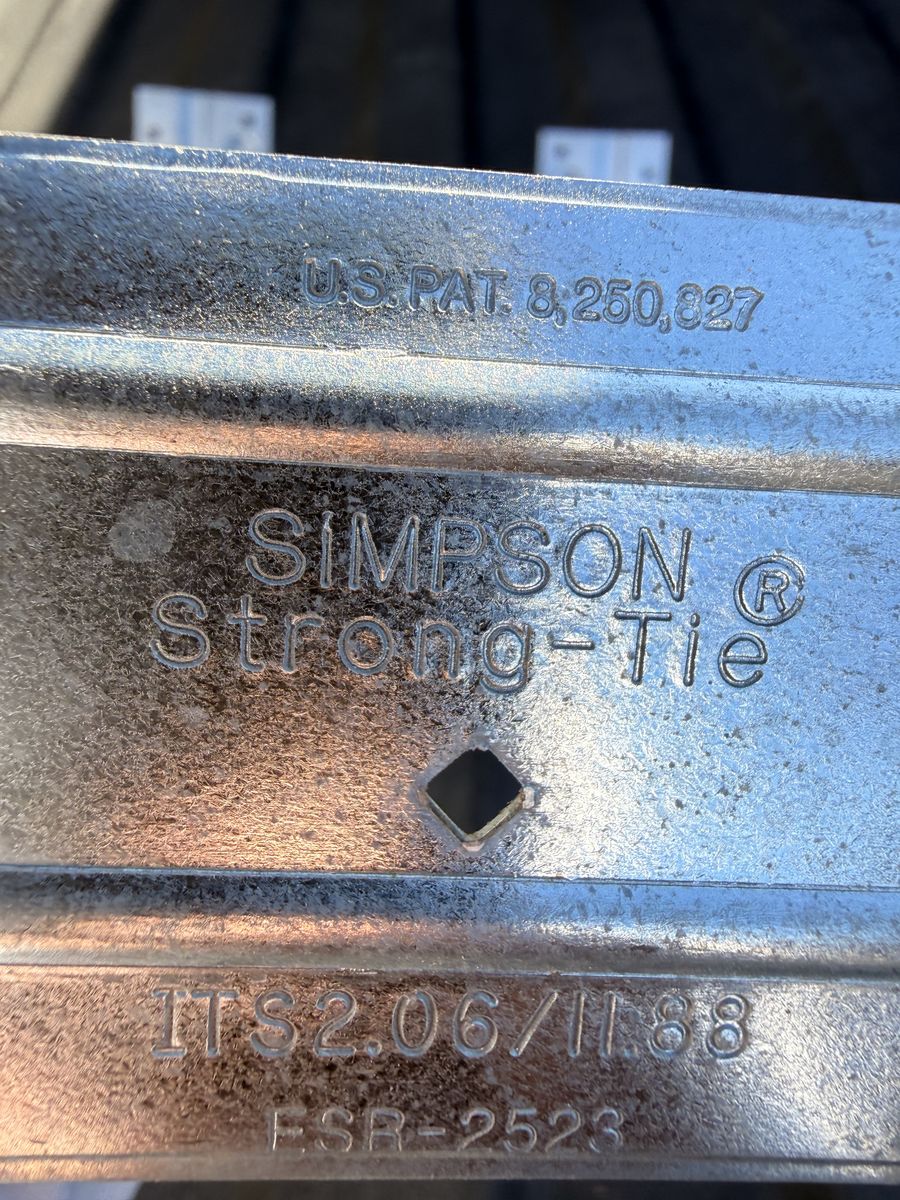 U.S. PAT. 8,250,827
SIMPSON
Strong-Tie®
ITS2.06/11.88
ESR-2523